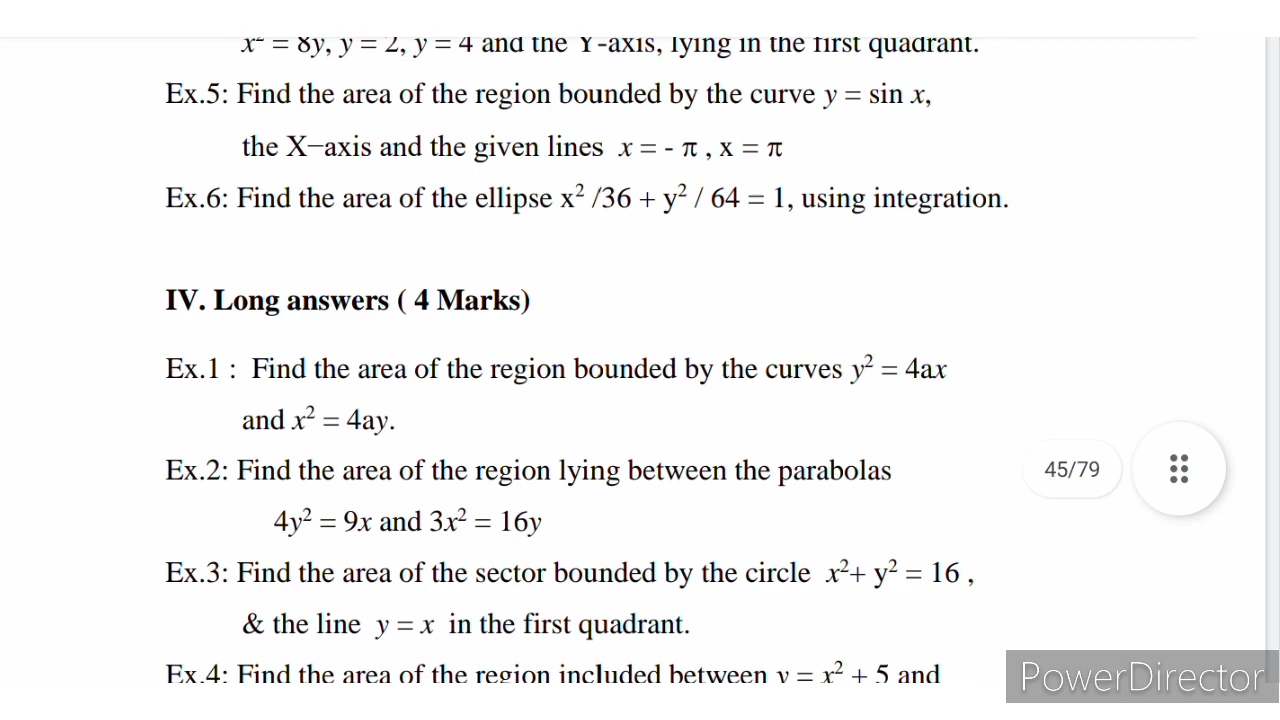 x² = 8y, y = 2, y = 4 and the Y-axis, lying in the first quadrant.
Ex.5: Find the area of the region bounded by the curve y = sin x,
the X−axis and the given lines x = - π , x = π
Ex.6: Find the area of the ellipse x² /36 + y² / 64 = 1, using integration.
IV. Long answers ( 4 Marks)
Ex.1 : Find the area of the region bounded by the curves y² = 4ax
and x² = 4ay.
Ex.2: Find the area of the region lying between the parabolas
45/79
4y² = 9x and 3x² = 16y
Ex.3: Find the area of the sector bounded by the circle x²+ y² = 16 ,
& the line y = x in the first quadrant.
Ex.4: Find the area of the region included between y = x² + 5 and
PowerDirector